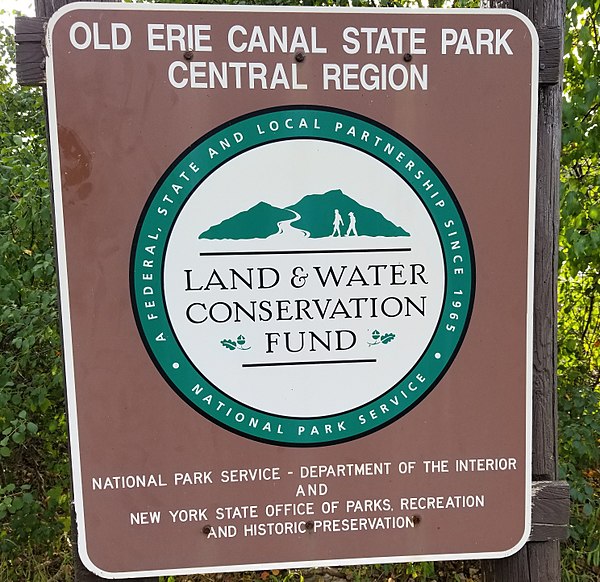 OLD ERIE CANAL STATE PARK
CENTRAL REGION
A FEDERAL, STATE AND LOCAL PARTNERSHIP SINCE 1965
LAND & WATER
CONSERVATION
FUND
• NATIONAL PARK SERVICE •
NATIONAL PARK SERVICE - DEPARTMENT OF THE INTERIOR
AND
NEW YORK STATE OFFICE OF PARKS, RECREATION
AND HISTORIC PRESERVATION